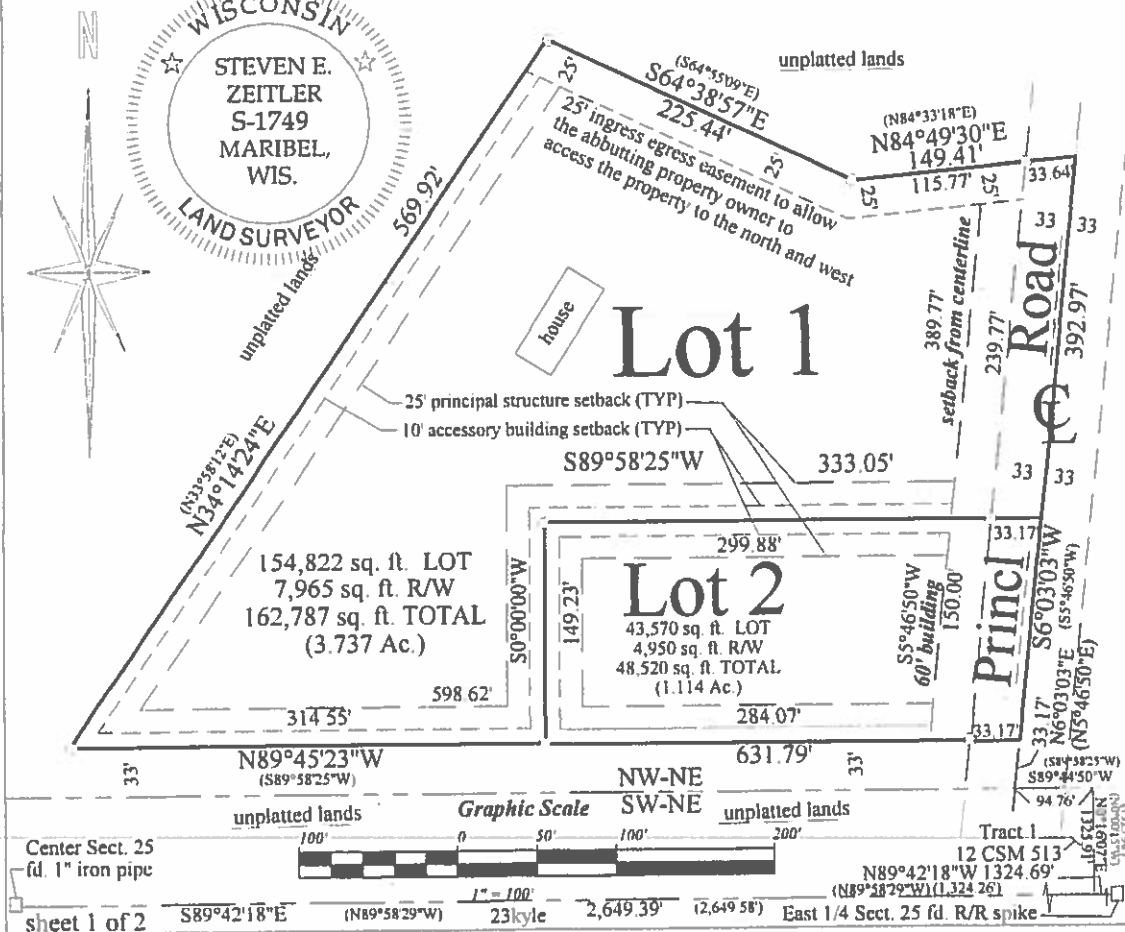 N
WISCONSIN
STEVEN E.
ZEITLER
S-1749
MARIBEL,
WIS.
LAND SURVEYOR
unplatted lands
unplatted lands
(S64°55'09"E)
S64°38'57"E
225.44'
25'
25'
25' ingress egress easement to allow
the abbutting property owner to
access the property to the north and west
(N84°33'18"E)
N84°49'30"E
149.41'
115.77'
33.64'
25'
25'
569.92'
(N33°58'12"E)
N34°14'24"E
house
Lot 1
389.77'
setback from centerline
239.77'
Road
33
33
392.97'
CL
33
33
25' principal structure setback (TYP)
10' accessory building setback (TYP)
S89°58'25"W
333.05'
154,822 sq. ft. LOT
7,965 sq. ft. R/W
162,787 sq. ft. TOTAL
(3.737 Ac.)
S0°00'00"W
149.23'
299.88'
33.17'
Lot 2
43,570 sq. ft. LOT
4,950 sq. ft. R/W
48,520 sq. ft. TOTAL
(1.114 Ac.)
S5°46'50"W
60' building
150.00'
Princl
S6°03'03"W
(S5°46'50"W)
598.62'
314.55'
284.07'
33.17'
33.17'
N6°03'03"E
(N5°46'50"E)
N89°45'23"W
(S89°58'25"W)
631.79'
33'
33'
NW-NE
SW-NE
S89°44'50"W
94.76'
unplatted lands
Graphic Scale
unplatted lands
100'
0
50'
100'
200'
1" = 100'
Center Sect. 25
fd. 1" iron pipe
Tract 1
12 CSM 513
1325.91'
N89°42'18"W 1324.69'
(N89°58'29"W)(1,324.26)
sheet 1 of 2
S89°42'18"E
(N89°58'29"W)
23kyle
2,649.39'
(2,649.58')
East 1/4 Sect. 25 fd. R/R spike